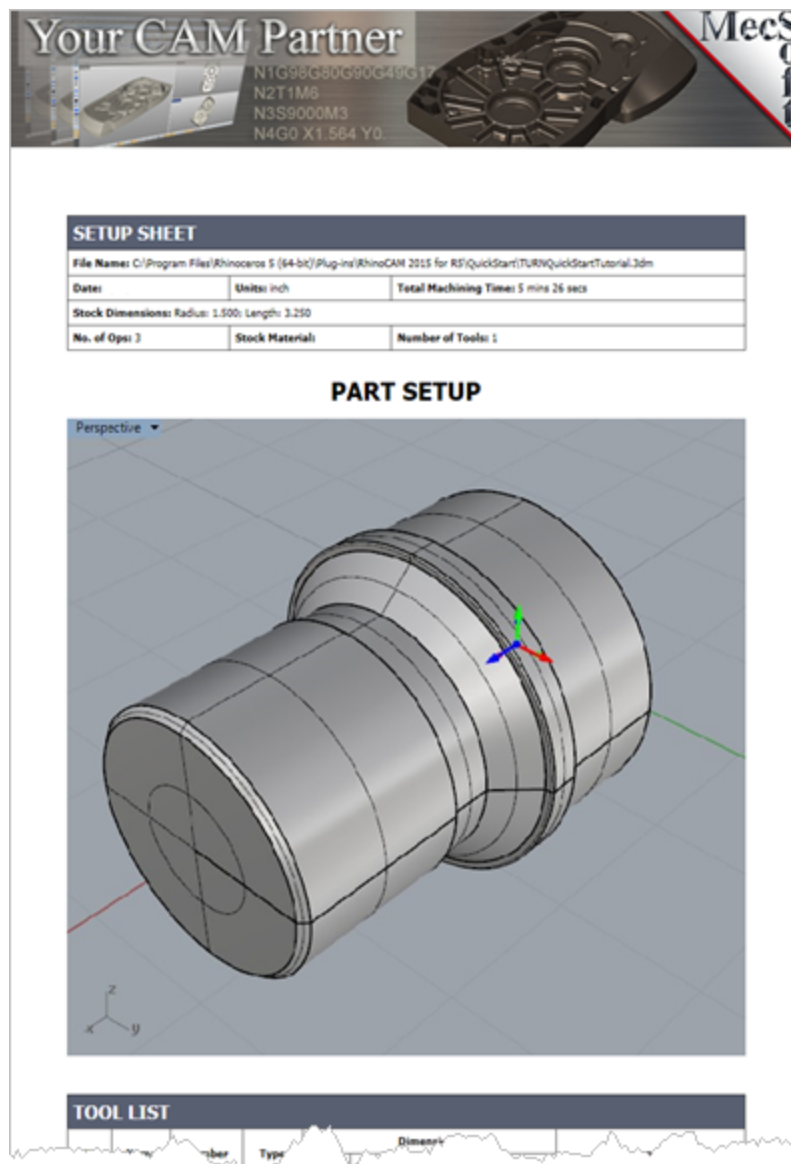 Your CAM Partner
MecS
N1G98G80G90G49G17
N2T1M6
N3S9000M3
N4G0 X1.564 Y0.
SETUP SHEET
File Name: C:\Program Files\Rhinoceros 5 (64-bit)\Plug-ins\RhinoCAM 2015 for R5\QuickStart\TURNQuickStartTutorial.3dm
Date: Units: inch Total Machining Time: 5 mins 26 secs
Stock Dimensions: Radius: 1.500; Length: 3.250
No. of Ops: 3 Stock Material: Number of Tools: 1
PART SETUP
Perspective
z
x y
TOOL LIST